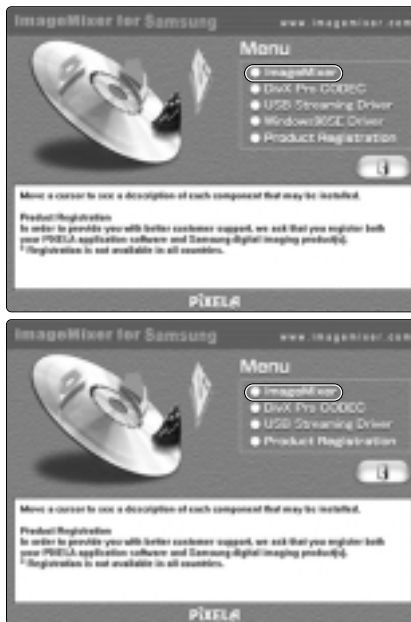 ImageMixer for Samsung
www.imagemixer.com
Menu
ImageMixer
DivX Pro CODEC
USB Streaming Driver
Windows98SE Driver
Product Registration
Move a cursor to see a description of each component that may be installed.
Product Registration
In order to provide you with better customer support, we ask that you register both
your PIXELA application software and Samsung digital imaging product(s).
* Registration is not available in all countries.
PIXELA
ImageMixer for Samsung
www.imagemixer.com
Menu
ImageMixer
DivX Pro CODEC
USB Streaming Driver
Product Registration
Move a cursor to see a description of each component that may be installed.
Product Registration
In order to provide you with better customer support, we ask that you register both
your PIXELA application software and Samsung digital imaging product(s).
* Registration is not available in all countries.
PIXELA